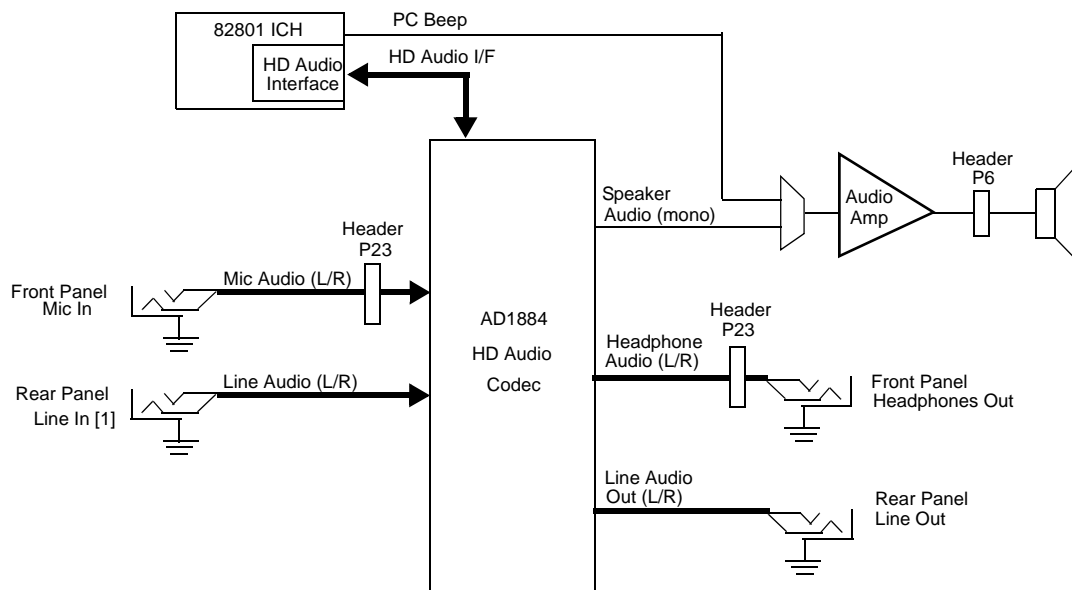 82801 ICH
PC Beep
HD Audio
Interface
HD Audio I/F
Header
P6
Audio
Amp
Speaker
Audio (mono)
Header
P23
Mic Audio (L/R)
Front Panel
Mic In
AD1884
HD Audio
Codec
Header
P23
Headphone
Audio (L/R)
Rear Panel
Line In [1]
Line Audio (L/R)
Front Panel
Headphones Out
Line Audio
Out (L/R)
Rear Panel
Line Out